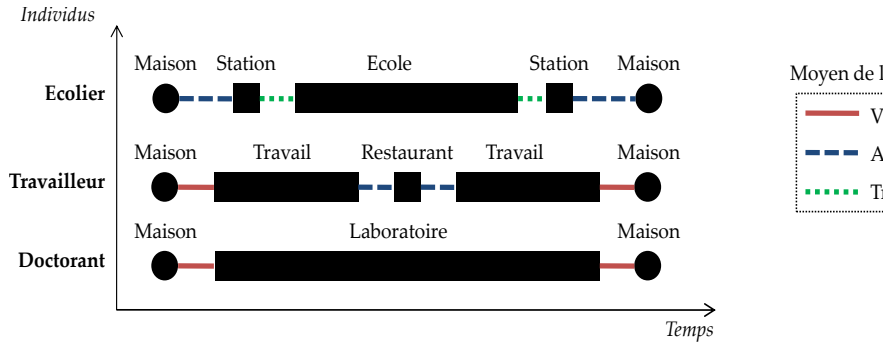 Individus
Maison Station Ecole Station Maison
Ecolier
Maison Travail Restaurant Travail Maison
Travailleur
Maison Laboratoire Maison
Doctorant
Temps
Moyen de